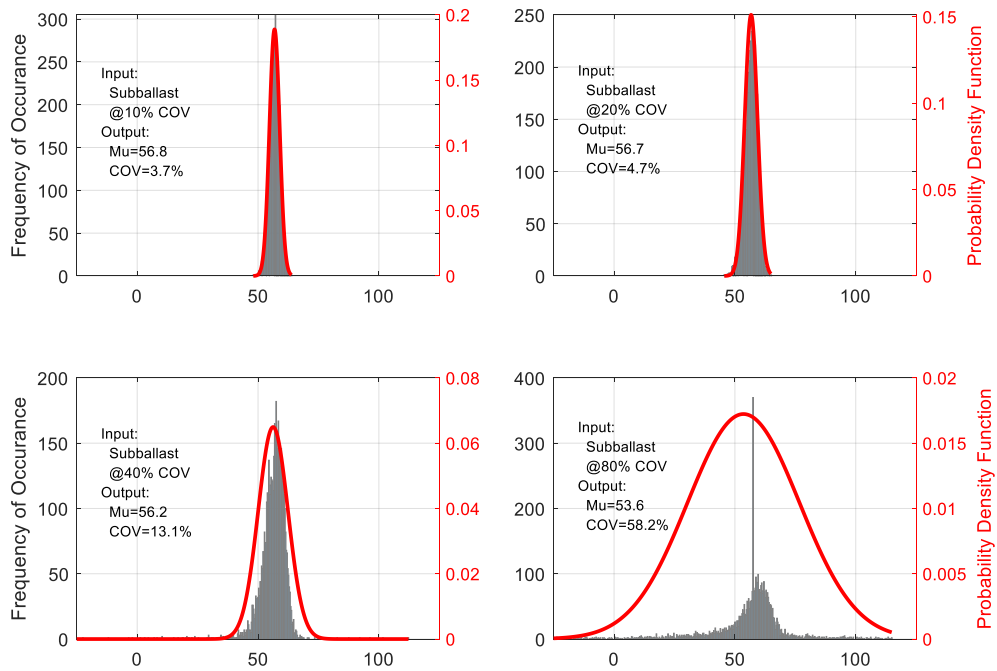 Frequency of Occurance
300
250
200
150
100
50
0
0
50
100
0.2
0.15
0.1
0.05
0
Input:
Subballast
@10% COV
Output:
Mu=56.8
COV=3.7%
250
200
150
100
50
0
0
50
100
0.15
0.1
0.05
0
Probability Density Function
Input:
Subballast
@20% COV
Output:
Mu=56.7
COV=4.7%
Frequency of Occurance
200
150
100
50
0
0
50
100
0.08
0.06
0.04
0.02
0
Input:
Subballast
@40% COV
Output:
Mu=56.2
COV=13.1%
400
300
200
100
0
0
50
100
0.02
0.015
0.01
0.005
0
Probability Density Function
Input:
Subballast
@80% COV
Output:
Mu=53.6
COV=58.2%